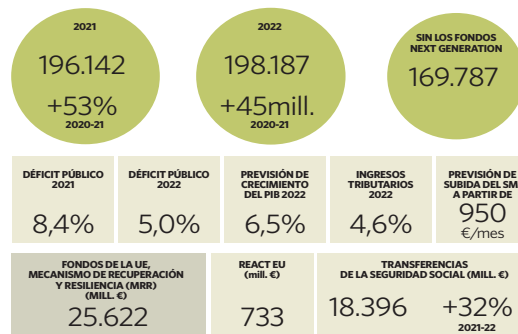 2021
196.142
+53%
2020-21
2022
198.187
+45mill.
2020-21
SIN LOS FONDOS
NEXT GENERATION
169.787
DÉFICIT PÚBLICO
2021
8,4%
DÉFICIT PÚBLICO
2022
5,0%
PREVISIÓN DE
CRECIMIENTO
DEL PIB 2022
6,5%
INGRESOS
TRIBUTARIOS
2022
4,6%
PREVISIÓN DE
SUBIDA DEL SM
A PARTIR DE
950
€/mes
FONDOS DE LA UE,
MECANISMO DE RECUPERACIÓN
Y RESILIENCIA (MRR)
(MILL. €)
25.622
REACT EU
(mill. €)
733
TRANSFERENCIAS
DE LA SEGURIDAD SOCIAL (MILL. €)
18.396
+32%
2021-22